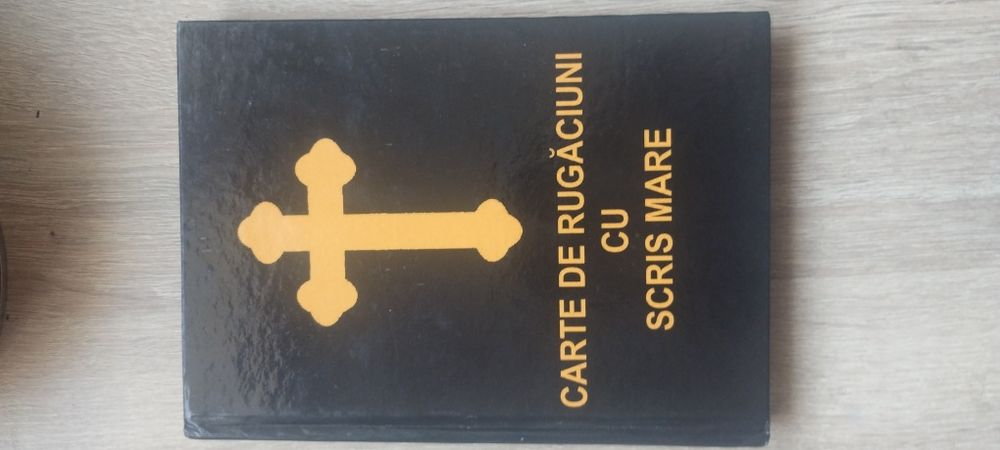 CARTE DE RUGĂCIUNI
CU
SCRIS MARE